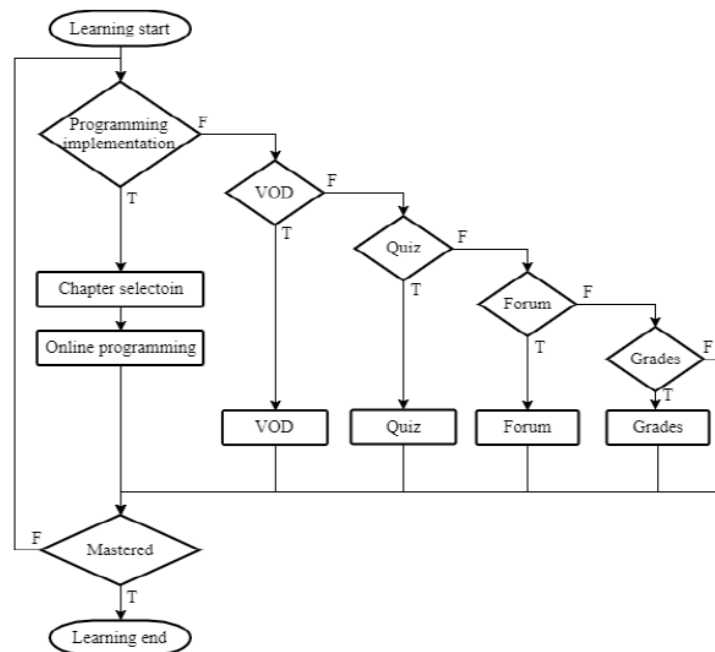 Learning start
Programming
implementation
F
T
VOD
F
T
Quiz
F
T
Forum
F
T
Grades
F
T
Chapter selectoin
Online programming
VOD
Quiz
Forum
Grades
Mastered
F
T
Learning end